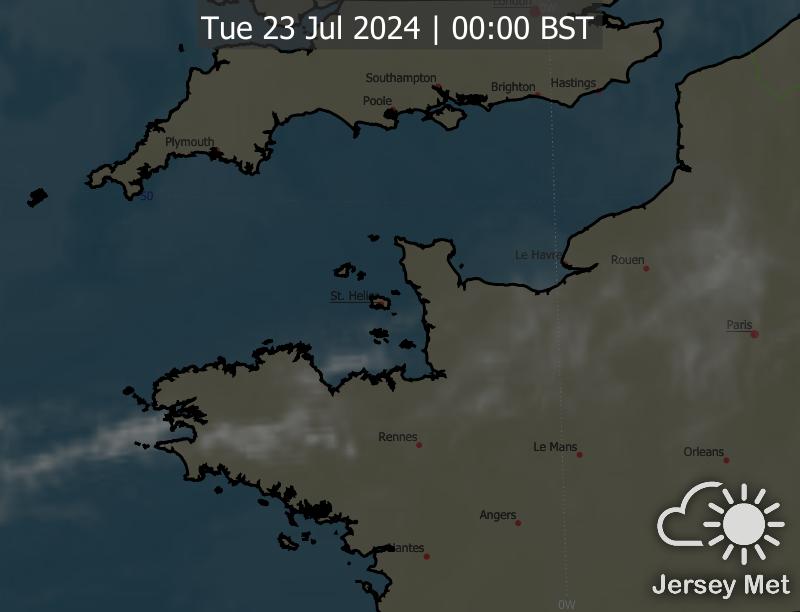 London
0W
Tue 23 Jul 2024 | 00:00 BST
Southampton
Brighton
Hastings
Poole
Plymouth
50
Le Havre
Rouen
St. Helier
Paris
Rennes
Le Mans
Orleans
Angers
Nantes
Jersey Met
0W